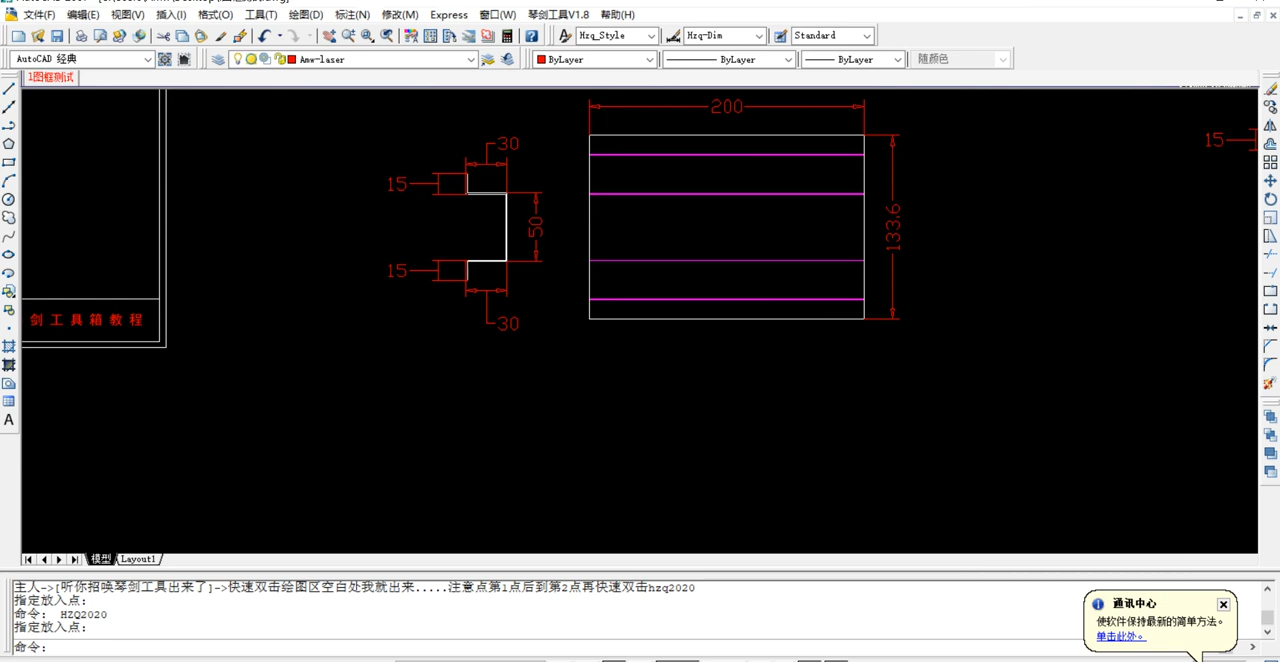 文件(F) 编辑(E) 视图(V) 插入(I) 格式(O) 工具(T) 绘图(D) 标注(N) 修改(M) Express 窗口(W) 琴剑工具V1.8 帮助(H)
Hzq_Style Hzq-Dim Standard
AutoCAD 经典 Amw-laser ByLayer ByLayer ByLayer 随颜色
1图框测试
200
30
15
50
133.6
15
30
15
剑工具箱教程
模型 Layout1
主人->[听你招唤琴剑工具出来了]->快速双击绘图区空白处我就出来.....注意点第1点后到第2点再快速双击hzq2020
指定放入点:
命令: HZQ2020
指定放入点:
命令:
通讯中心
使软件保持最新的简单方法。
单击此处。